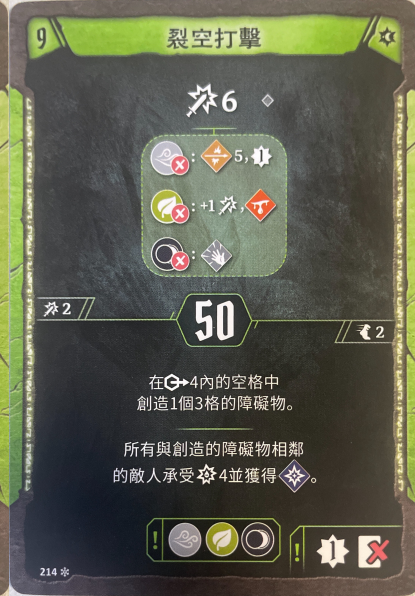 9
裂空打擊
6
: 5, 1
: +1 ,
:
2
50
2
在4內的空格中
創造1個3格的障礙物。
所有與創造的障礙物相鄰
的敵人承受4並獲得。
!
! 1
214